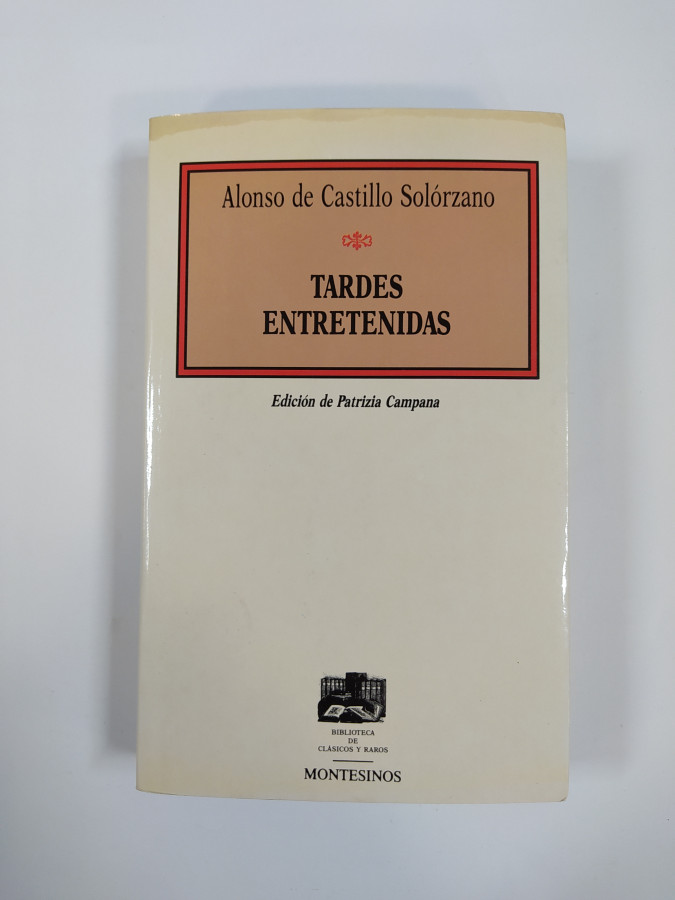 Alonso de Castillo Solórzano
TARDES
ENTRETENIDAS
Edición de Patrizia Campana
BIBLIOTECA
DE
CLÁSICOS Y RAROS
MONTESINOS